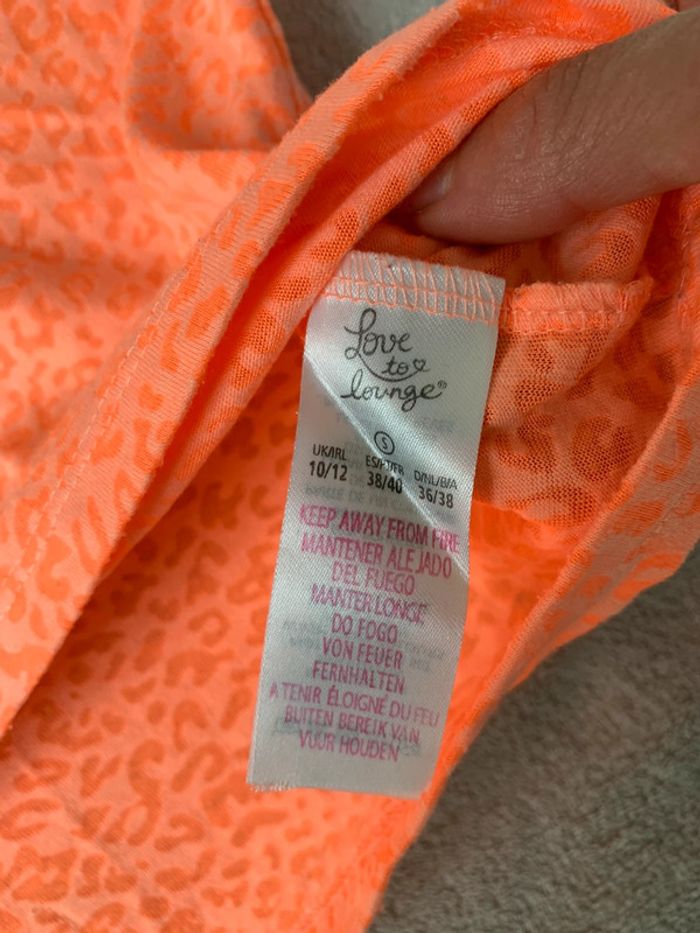 Love
to
lounge®
S
UK/IRL ES/PT/FR D/NL/B/A
10/12 38/40 36/38
KEEP AWAY FROM FIRE
MANTENER ALEJADO
DEL FUEGO
MANTER LONGE
DO FOGO
VON FEUER
FERNHALTEN
A TENIR ÉLOIGNÉ DU FEU
BUITEN BEREIK VAN
VUUR HOUDEN